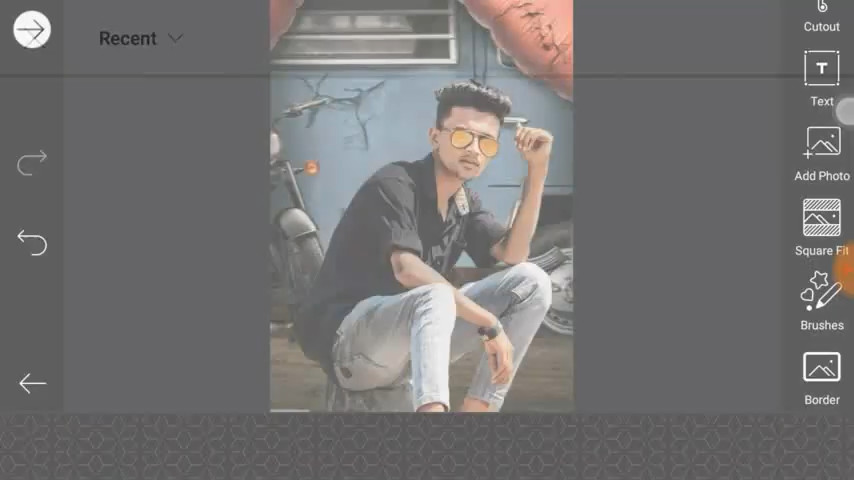 Recent
Cutout
T
Text
Add Photo
Square Fit
Brushes
Border